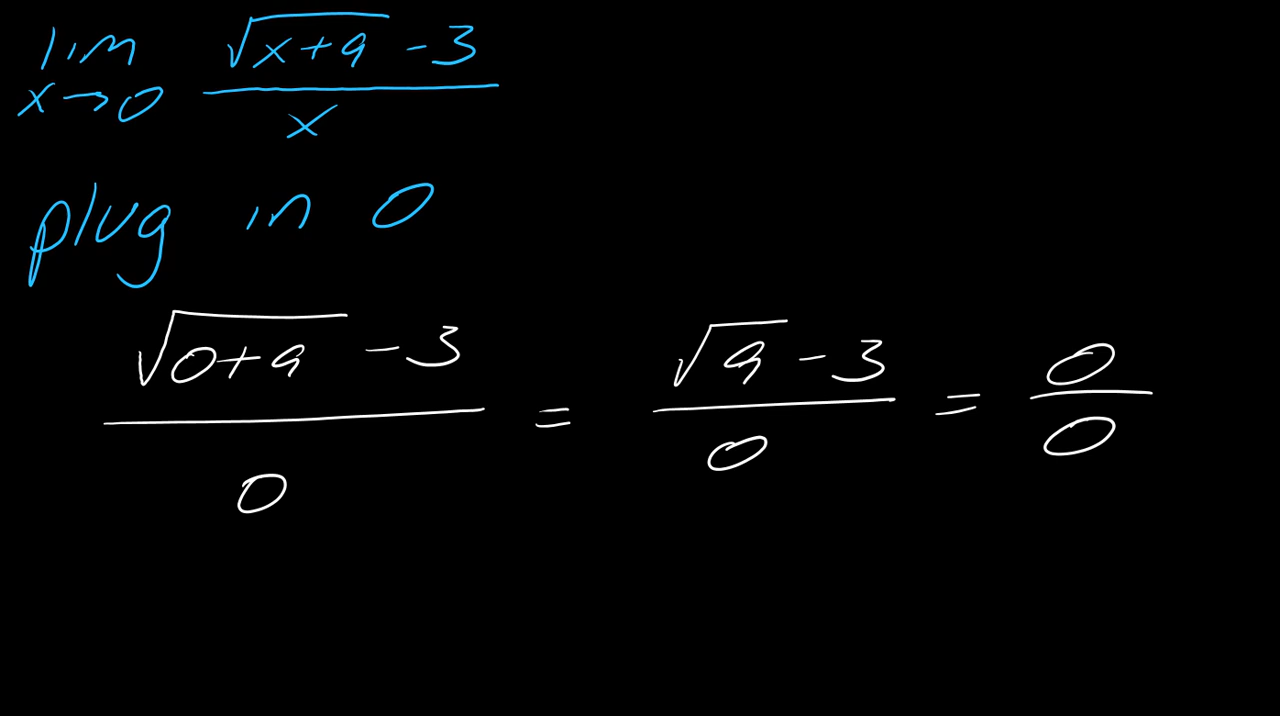 lim x→0 (√(x+9) - 3)/x
plug in 0
(√(0+9) - 3)/0 = (√9 - 3)/0 = 0/0